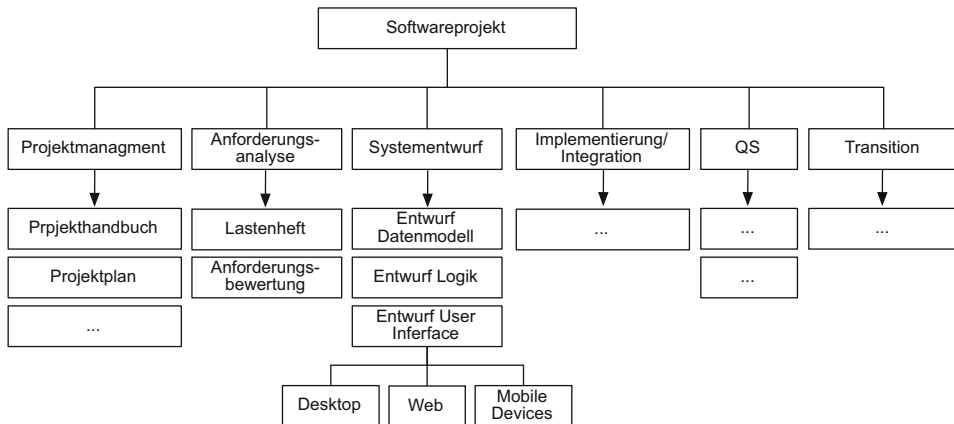 Softwareprojekt
Projektmanagment
Anforderungs-
analyse
Systementwurf
Implementierung/
Integration
QS
Transition
Prpjekthandbuch
Lastenheft
Entwurf
Datenmodell
...
...
...
Projektplan
Anforderungs-
bewertung
Entwurf Logik
...
...
Entwurf User
Inferface
Desktop
Web
Mobile
Devices